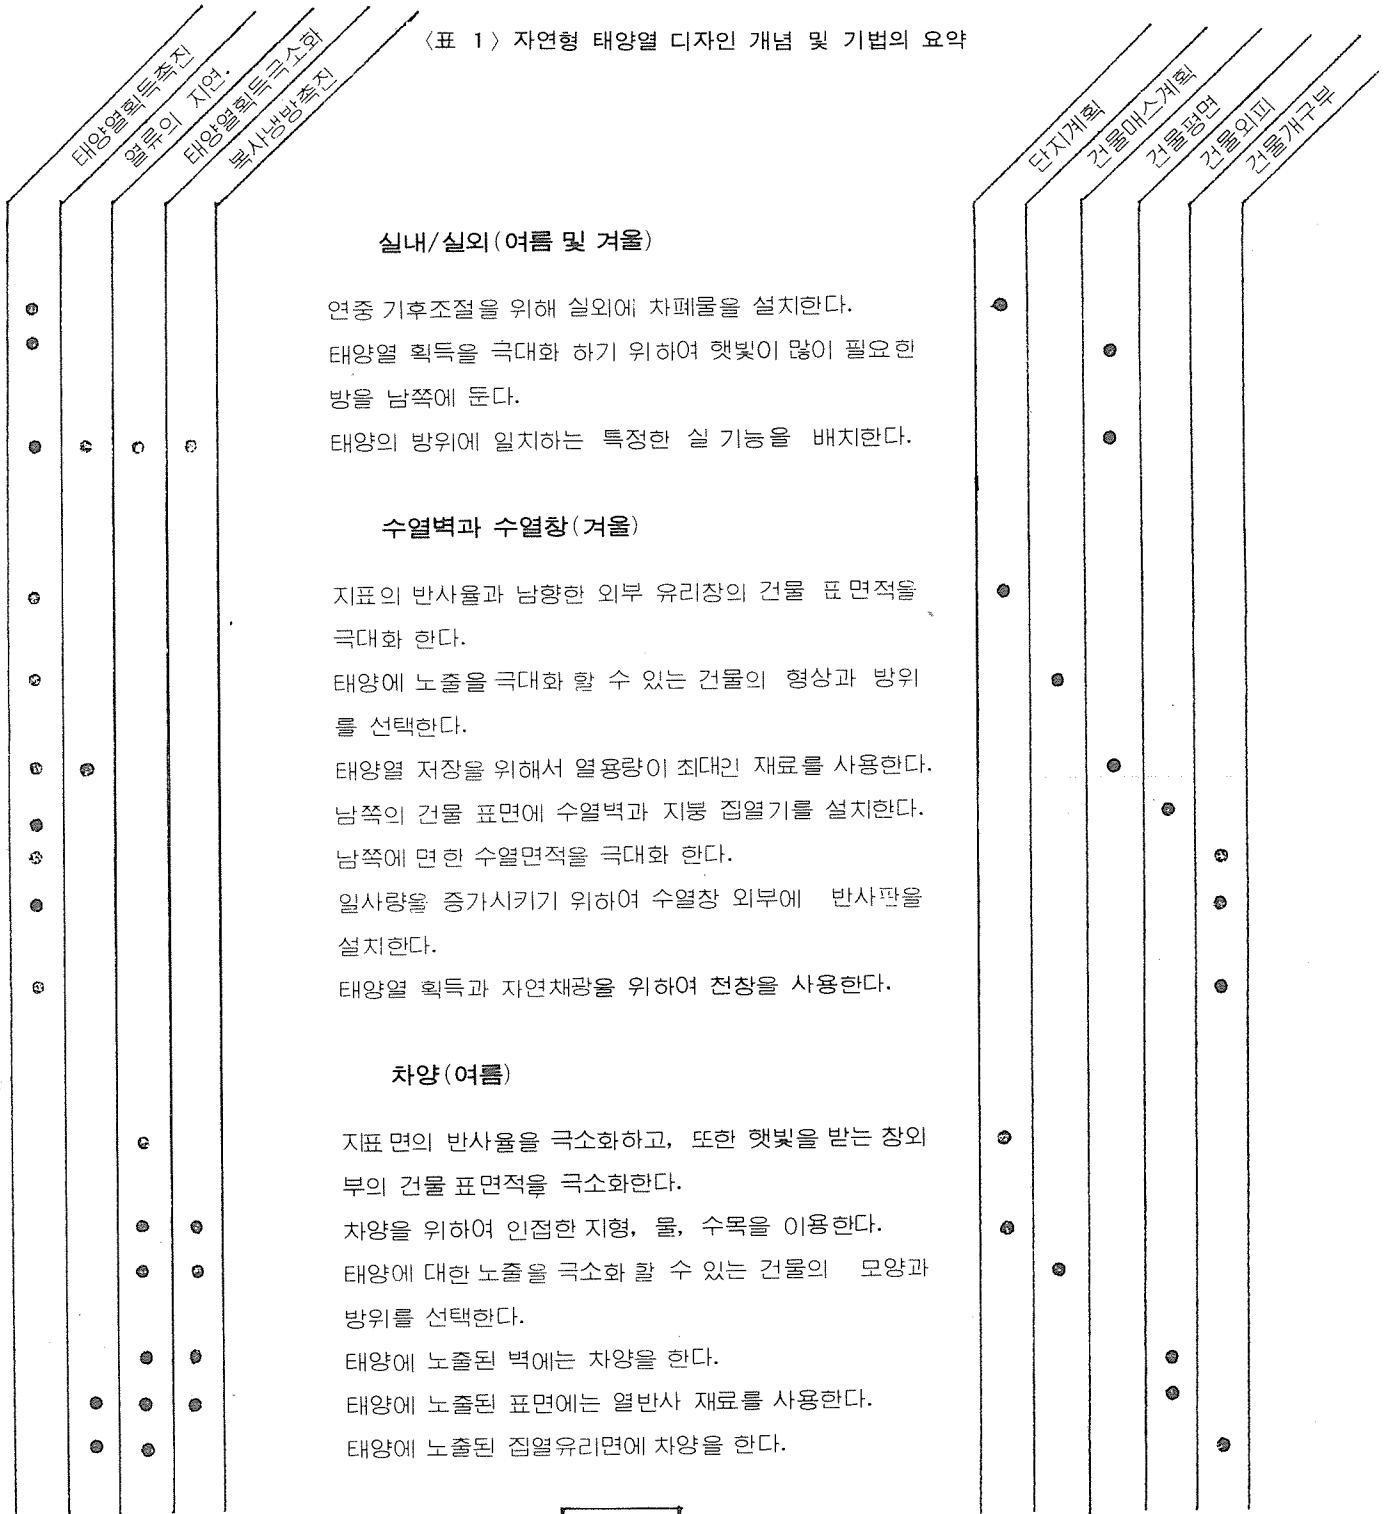 〈표 1〉 자연형 태양열 디자인 개념 및 기법의 요약
태양열획득촉진
열류의 지연.
태양열획득극소화
복사냉방촉진
단지계획
건물매스계획
건물평면
건물외피
건물개구부
실내/실외(여름 및 겨울)
연중 기후조절을 위해 실외에 차폐물을 설치한다.
태양열 획득을 극대화 하기 위하여 햇빛이 많이 필요한
방을 남쪽에 둔다.
태양의 방위에 일치하는 특정한 실 기능을 배치한다.
수열벽과 수열창(겨울)
지표의 반사율과 남향한 외부 유리창의 건물 표면적을
극대화 한다.
태양에 노출을 극대화 할 수 있는 건물의 형상과 방위
를 선택한다.
태양열 저장을 위해서 열용량이 최대인 재료를 사용한다.
남쪽의 건물 표면에 수열벽과 지붕 집열기를 설치한다.
남쪽에 면한 수열면적을 극대화 한다.
일사량을 증가시키기 위하여 수열창 외부에 반사판을
설치한다.
태양열 획득과 자연채광을 위하여 천창을 사용한다.
차양(여름)
지표면의 반사율을 극소화하고, 또한 햇빛을 받는 창외
부의 건물 표면적을 극소화한다.
차양을 위하여 인접한 지형, 물, 수목을 이용한다.
태양에 대한 노출을 극소화 할 수 있는 건물의 모양과
방위를 선택한다.
태양에 노출된 벽에는 차양을 한다.
태양에 노출된 표면에는 열반사 재료를 사용한다.
태양에 노출된 집열유리면에 차양을 한다.